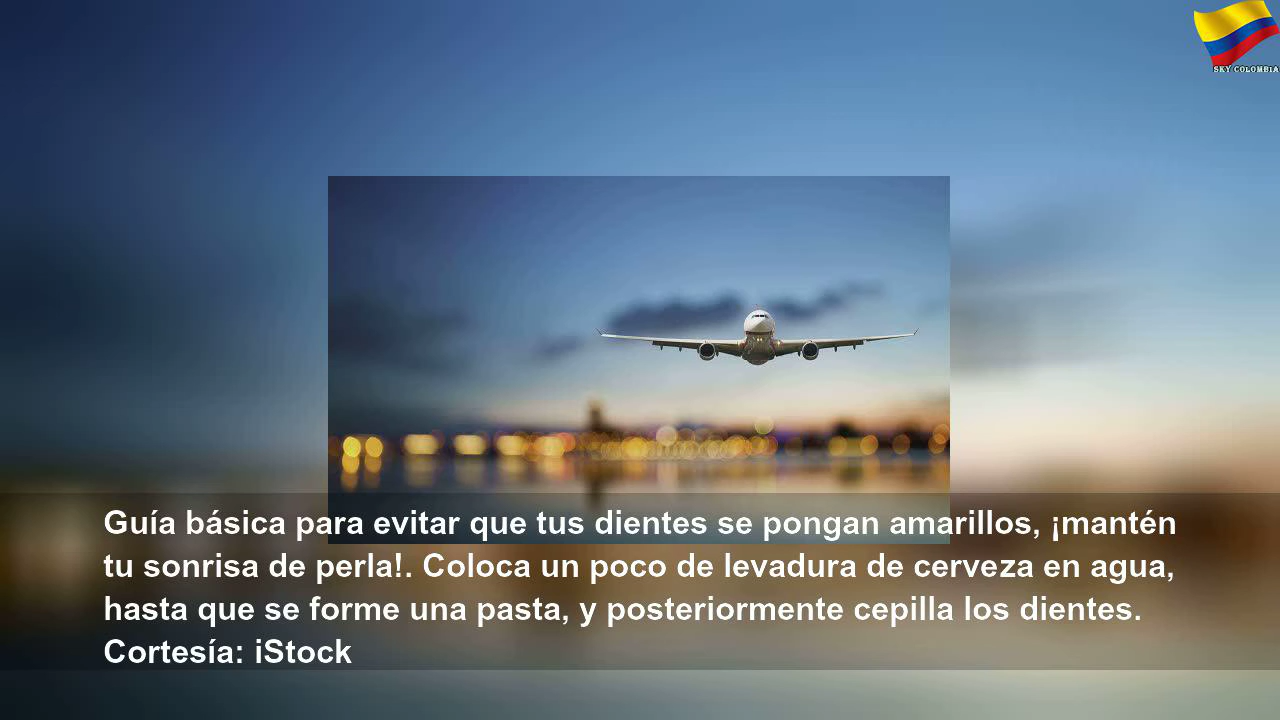 SKY COLOMBIA
Guía básica para evitar que tus dientes se pongan amarillos, ¡mantén
tu sonrisa de perla!. Coloca un poco de levadura de cerveza en agua,
hasta que se forme una pasta, y posteriormente cepilla los dientes.
Cortesía: iStock